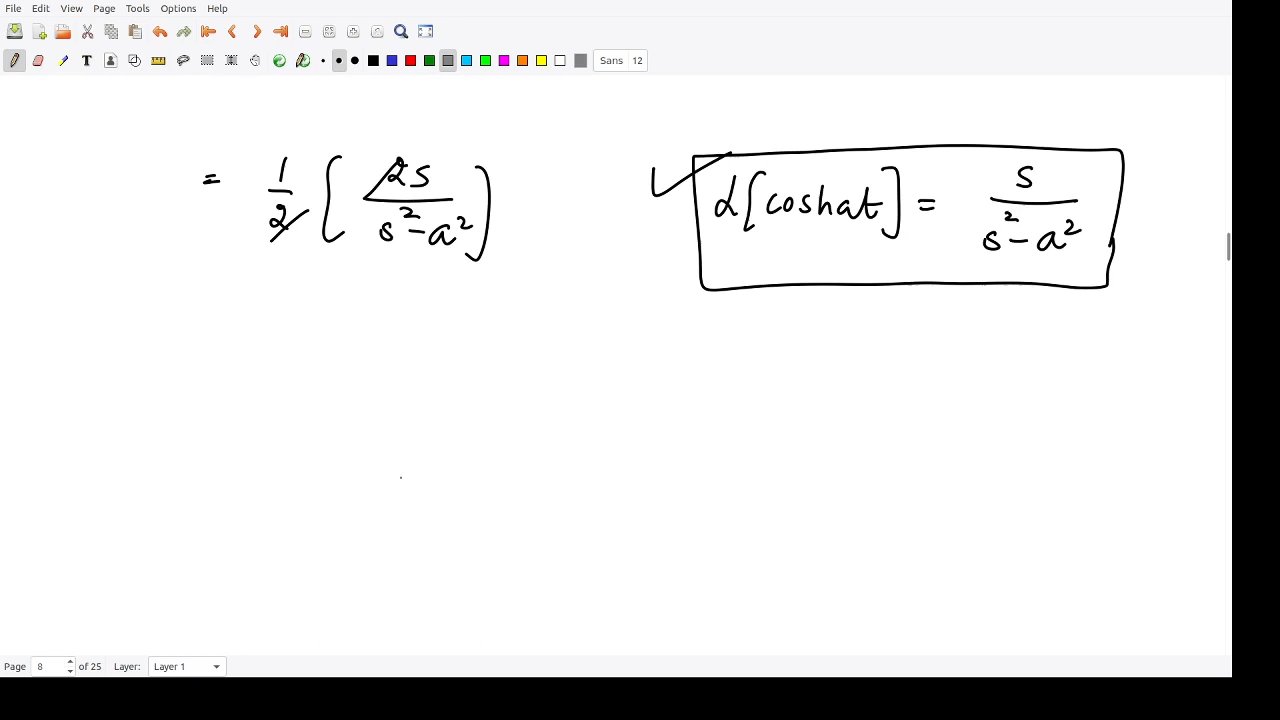 File Edit View Page Tools Options Help
T Sans 12
= 1/2 [ 2s / s² - a² ]
L[coshat] = s / s² - a²
Page 8 of 25 Layer: Layer 1